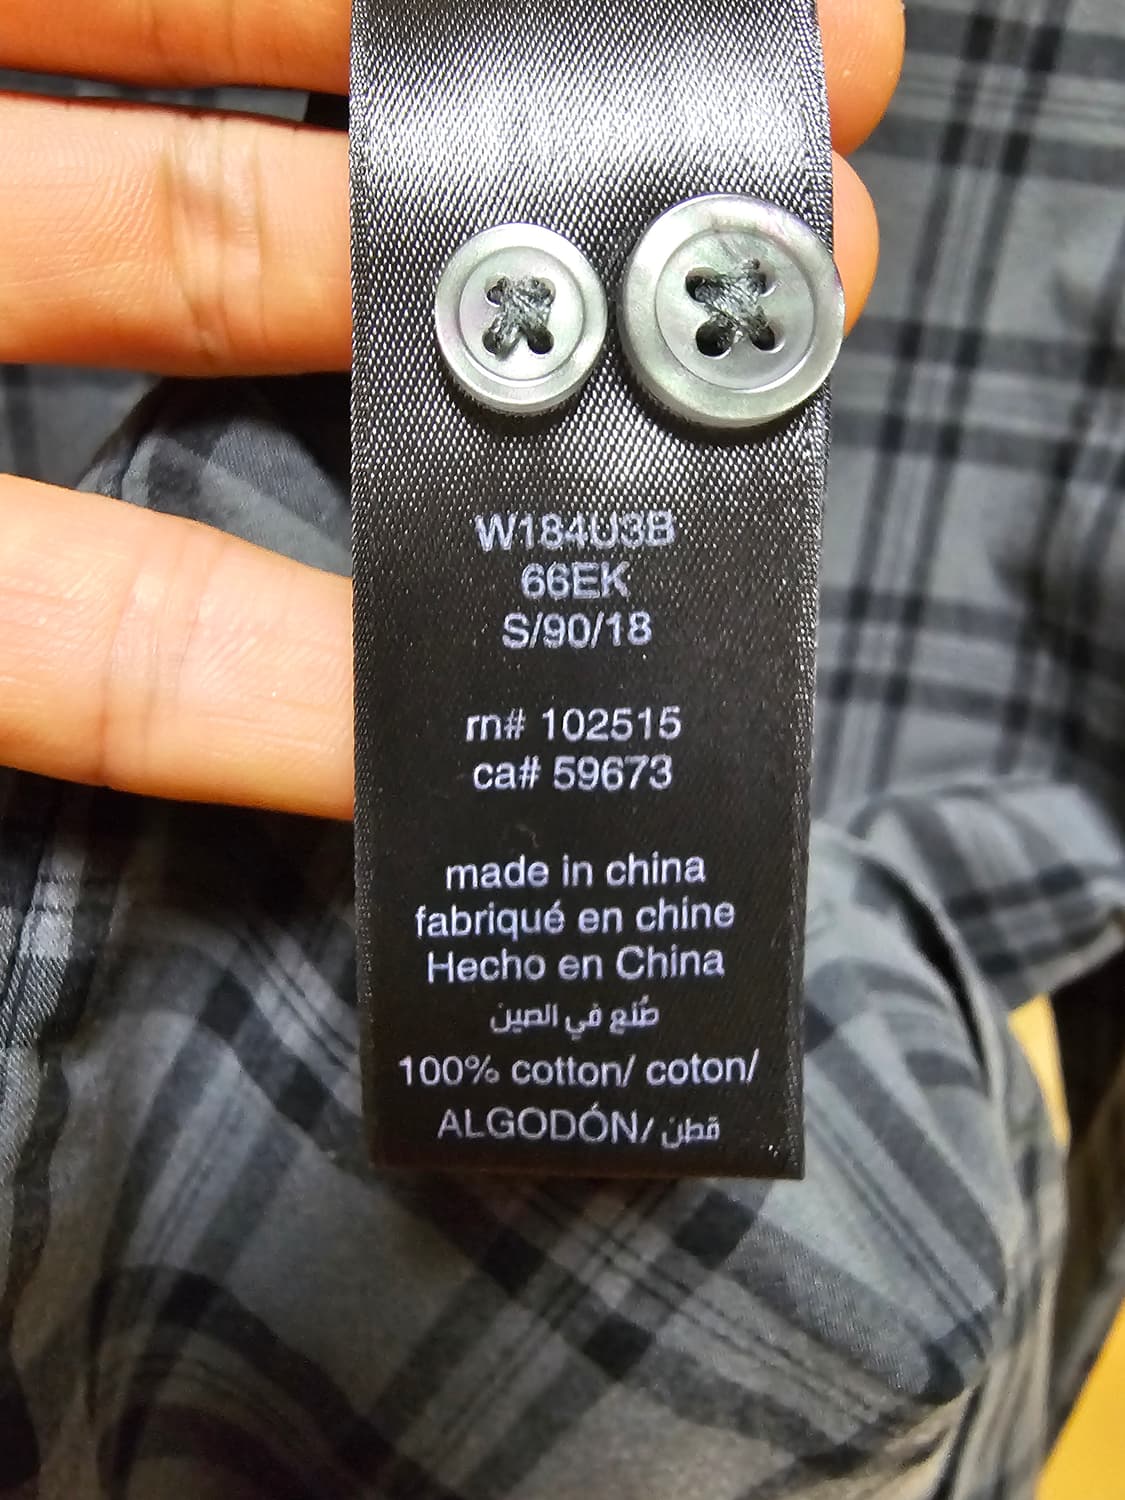 W184U3B
66EK
S/90/18
rn# 102515
ca# 59673
made in china
fabriqué en chine
Hecho en China
صُنع في الصين
100% cotton/ coton/
ALGODÓN/ قطن